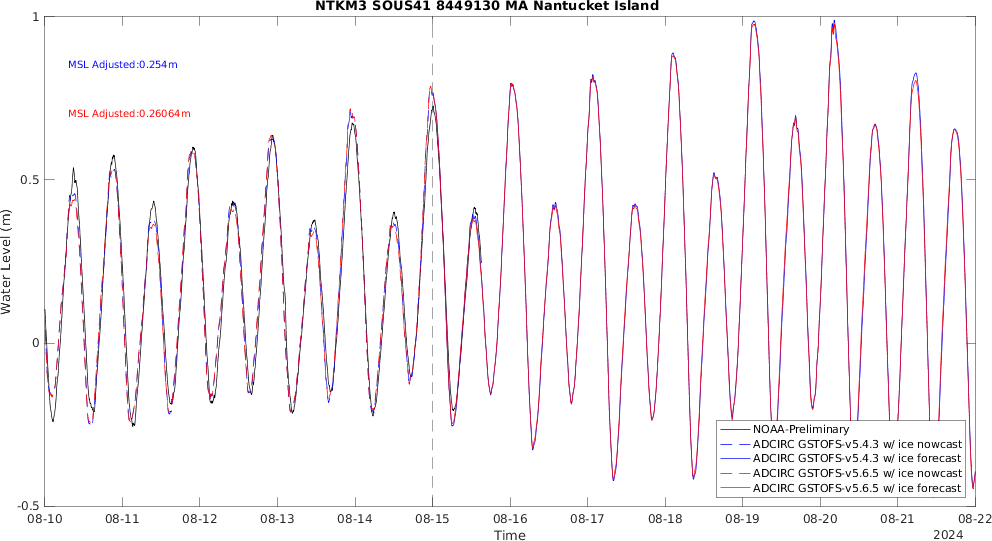 NTKM3 SOUS41 8449130 MA Nantucket Island
MSL Adjusted:0.254m
MSL Adjusted:0.26064m
Water Level (m)
1
0.5
0
-0.5
NOAA-Preliminary
ADCIRC GSTOFS-v5.4.3 w/ ice nowcast
ADCIRC GSTOFS-v5.4.3 w/ ice forecast
ADCIRC GSTOFS-v5.6.5 w/ ice nowcast
ADCIRC GSTOFS-v5.6.5 w/ ice forecast
08-10 08-11 08-12 08-13 08-14 08-15 08-16 08-17 08-18 08-19 08-20 08-21 08-22
Time
2024